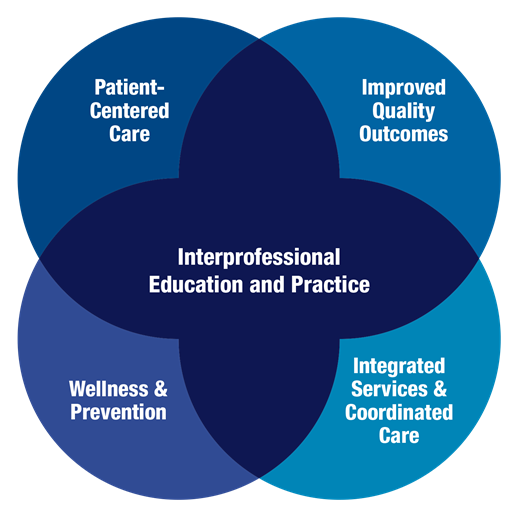 Patient-
Centered
Care
Improved
Quality
Outcomes
Interprofessional
Education and Practice
Wellness &
Prevention
Integrated
Services &
Coordinated
Care